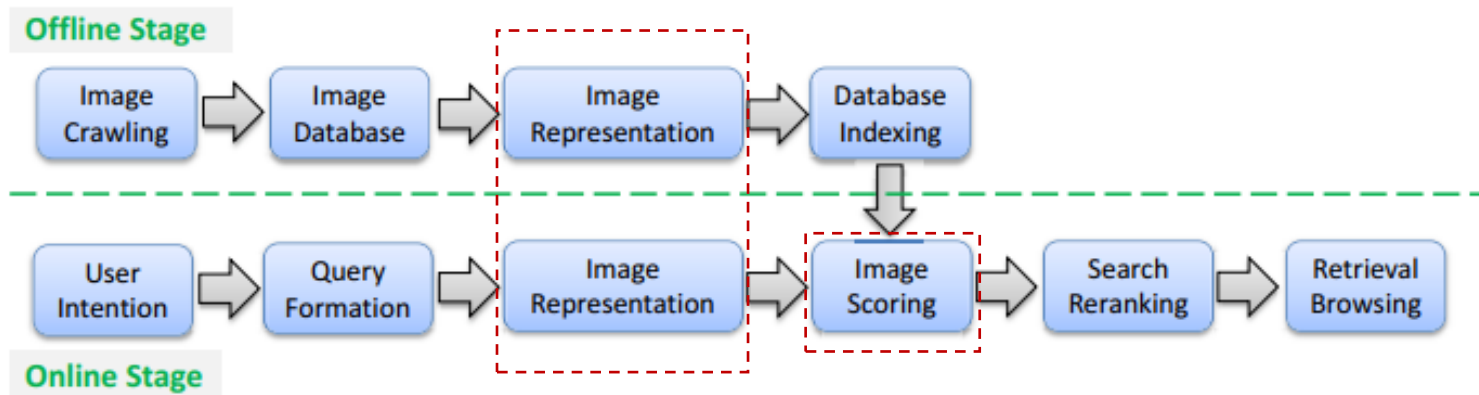 Offline Stage
Image
Crawling
Image
Database
Image
Representation
Database
Indexing
User
Intention
Query
Formation
Image
Representation
Image
Scoring
Search
Reranking
Retrieval
Browsing
Online Stage